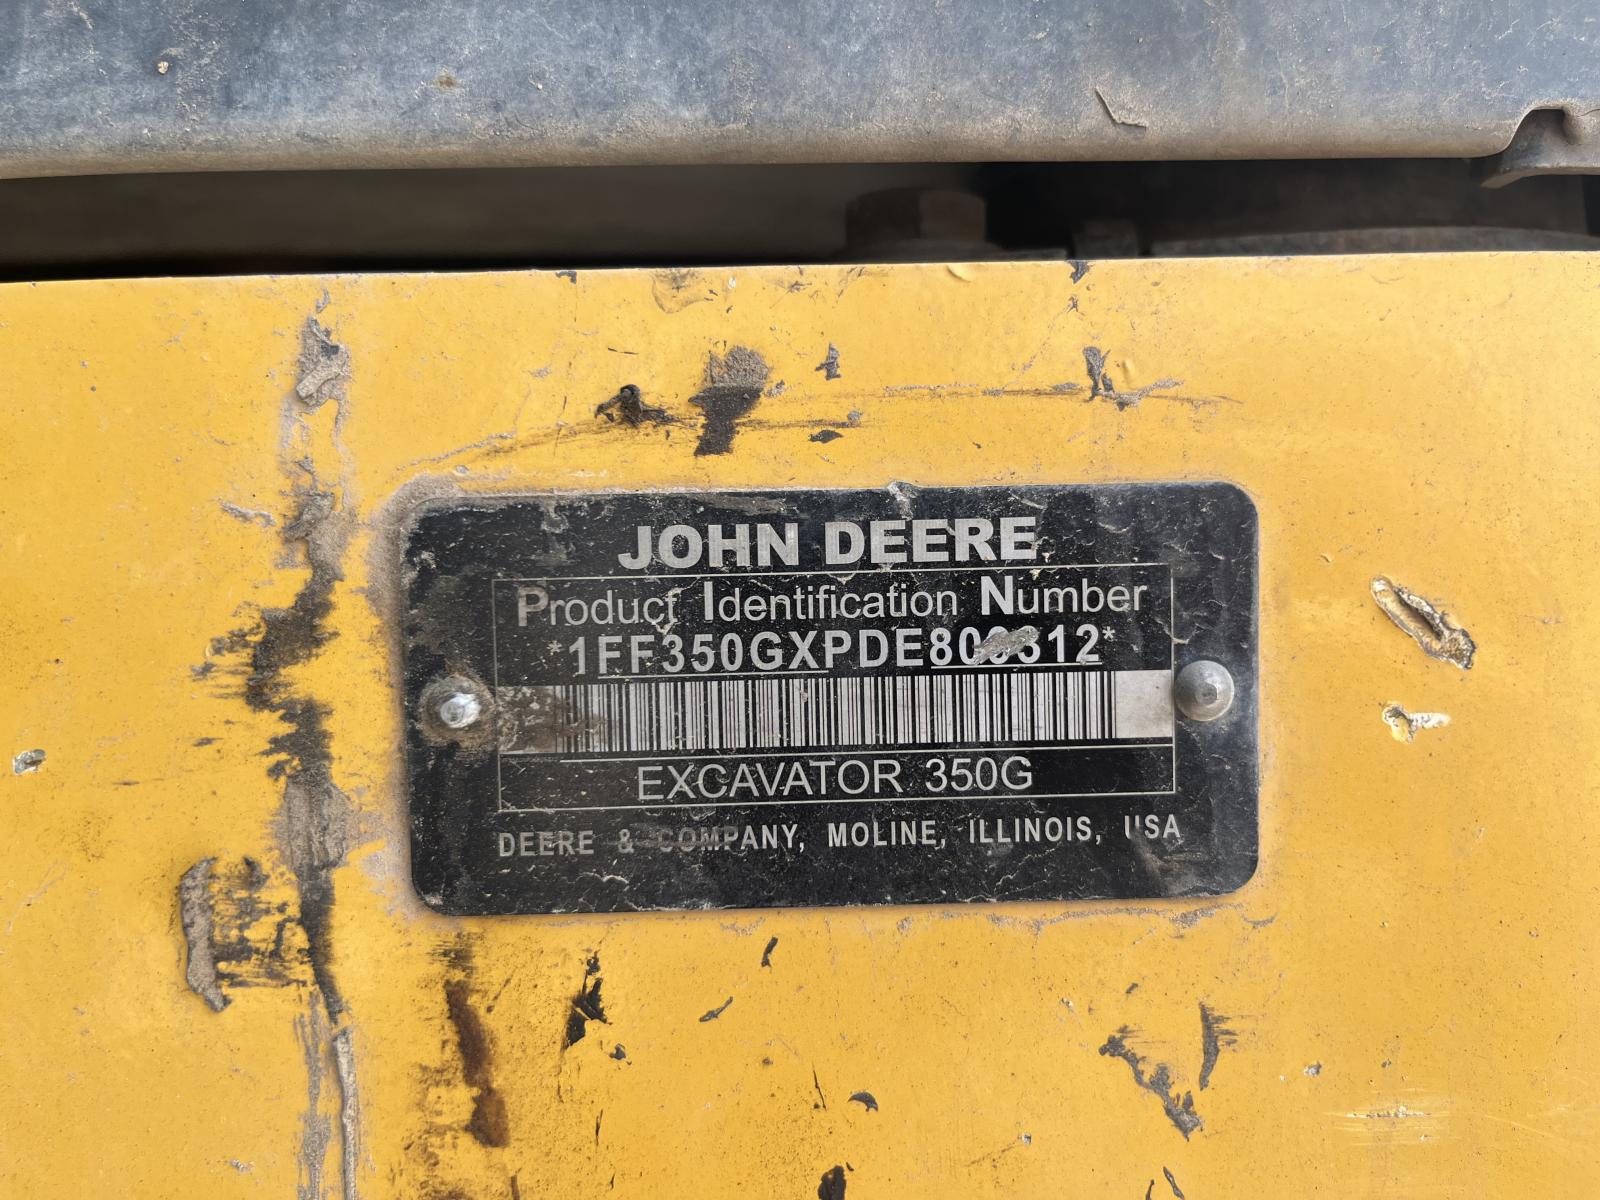 JOHN DEERE
Product Identification Number
EXCAVATOR 350G
DEERE & COMPANY, MOLINE, ILLINOIS, USA